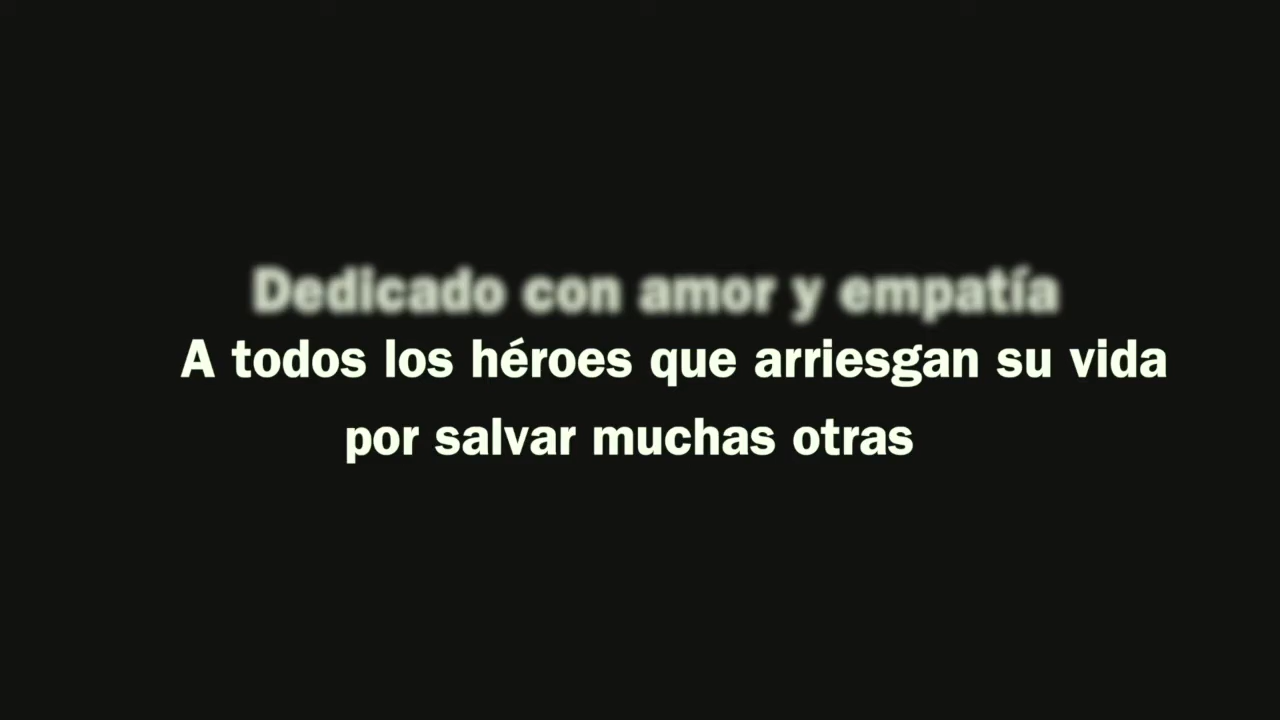 Dedicado con amor y empatía
A todos los héroes que arriesgan su vida
por salvar muchas otras